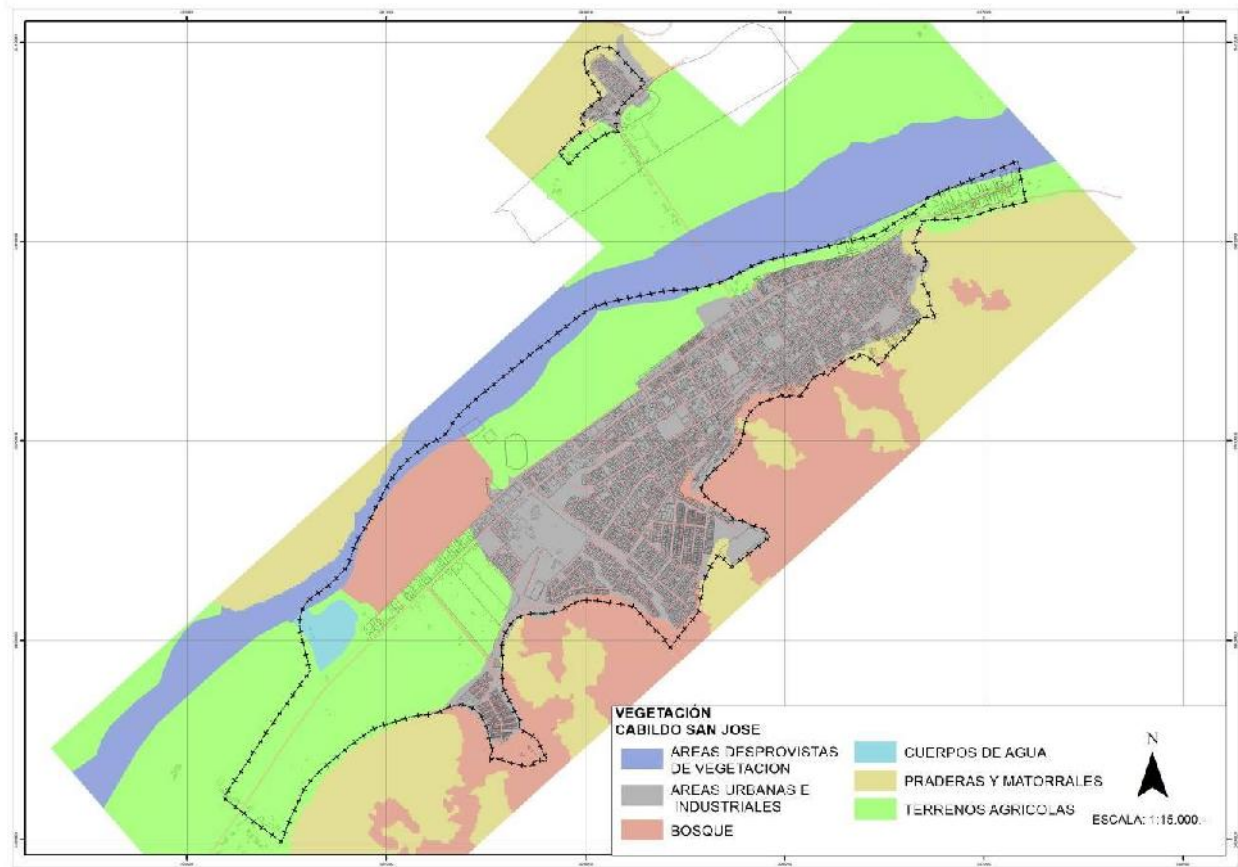 VEGETACIÓN
CABILDO SAN JOSE
AREAS DESPROVISTAS
DE VEGETACION
AREAS URBANAS E
INDUSTRIALES
BOSQUE
CUERPOS DE AGUA
PRADERAS Y MATORRALES
TERRENOS AGRICOLAS
N
ESCALA: 1:15.000.-